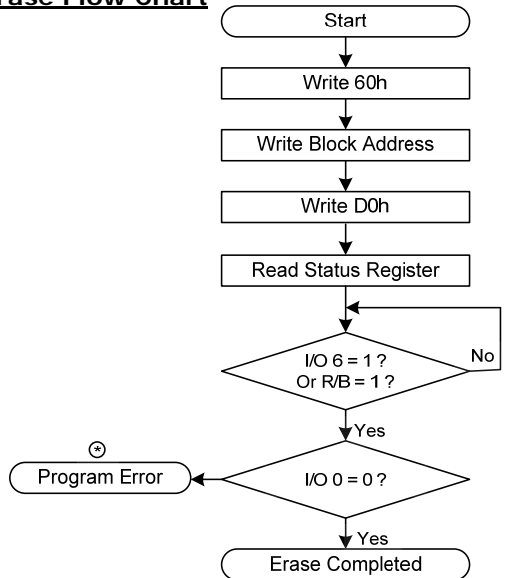 Flow Chart
Start
Write 60h
Write Block Address
Write D0h
Read Status Register
I/O 6 = 1 ?
Or R/B = 1 ?
No
Yes
*
Program Error
I/O 0 = 0 ?
Yes
Erase Completed